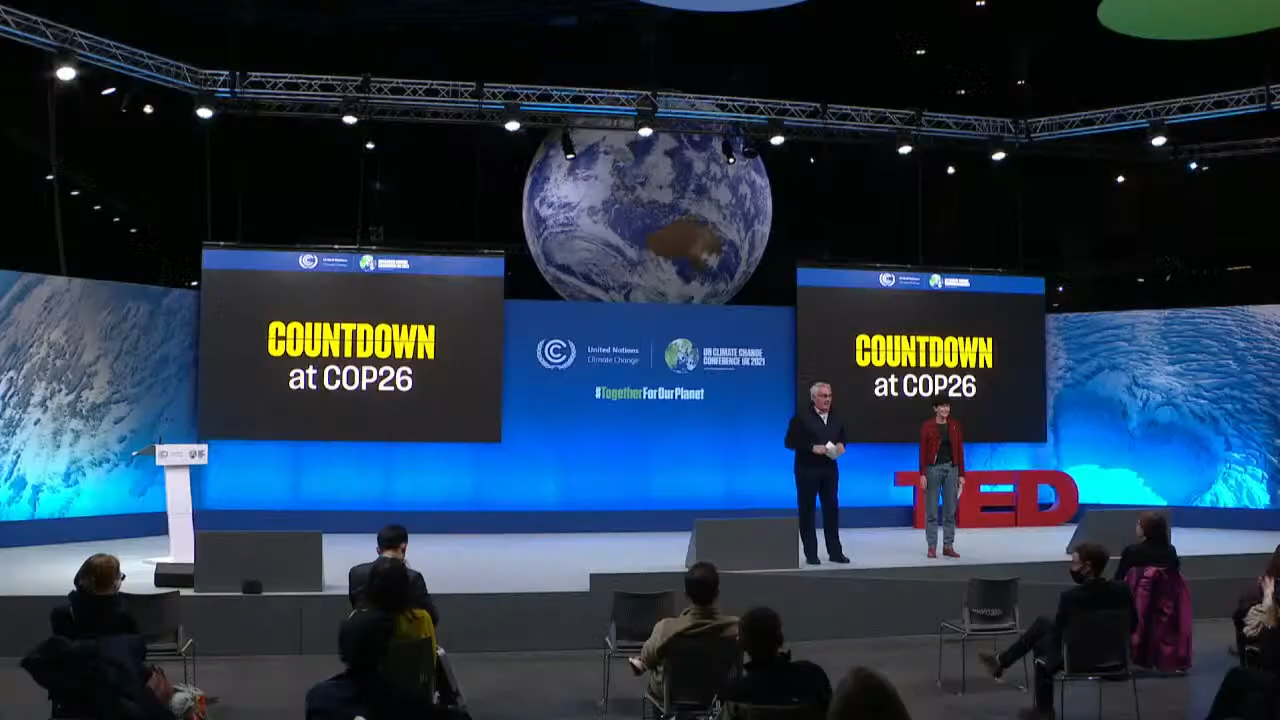 COUNTDOWN
at COP26
United Nations
Climate Change
UN CLIMATE CHANGE
CONFERENCE UK 2021
#TogetherForOurPlanet
COUNTDOWN
at COP26
TED